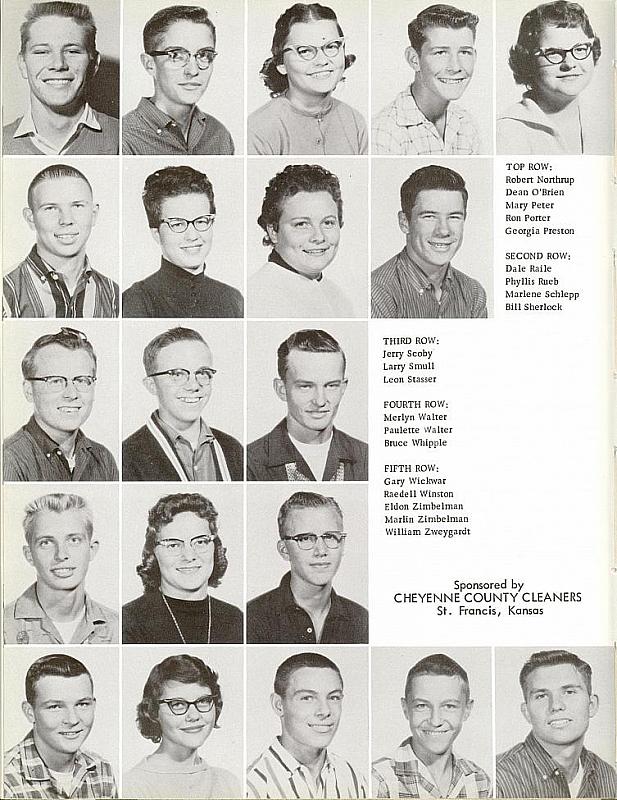 TOP ROW:
Robert Northrup
Dean O'Brien
Mary Peter
Ron Porter
Georgia Preston
SECOND ROW:
Dale Raile
Phyllis Rueb
Marlene Schlepp
Bill Sherlock
THIRD ROW:
Jerry Scoby
Larry Smull
Leon Stasser
FOURTH ROW:
Merlyn Walter
Paulette Walter
Bruce Whipple
FIFTH ROW:
Gary Wickwar
Raedell Winston
Eldon Zimbelman
Marlin Zimbelman
William Zweygardt
Sponsored by
CHEYENNE COUNTY CLEANERS
St. Francis, Kansas